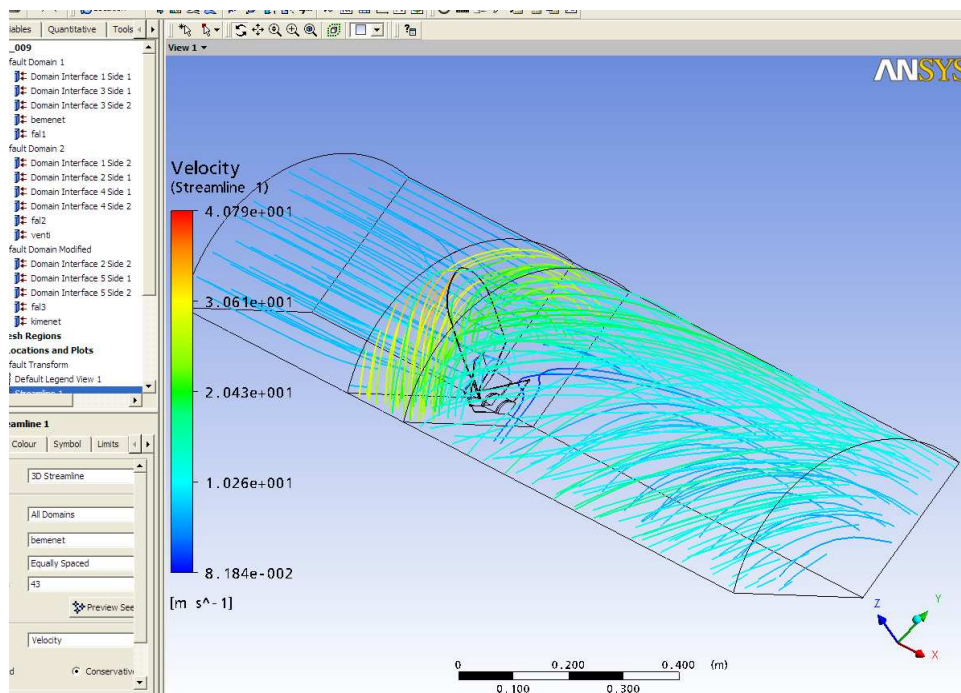 iables Quantitative Tools
_009
fault Domain 1
Domain Interface 1 Side 1
Domain Interface 3 Side 1
Domain Interface 3 Side 2
bemenet
fal1
fault Domain 2
Domain Interface 1 Side 2
Domain Interface 2 Side 1
Domain Interface 4 Side 1
Domain Interface 4 Side 2
fal2
venti
fault Domain Modified
Domain Interface 2 Side 2
Domain Interface 5 Side 1
Domain Interface 5 Side 2
fal3
kimenet
esh Regions
ocations and Plots
fault Transform
Default Legend View 1
Streamline 1
reamline 1
Colour Symbol Limits
3D Streamline
All Domains
bemenet
Equally Spaced
43
Preview See
Velocity
d Conservative
View 1
ANSYS
Velocity
(Streamline 1)
4.079e+001
3.061e+001
2.043e+001
1.026e+001
8.184e-002
[m s^-1]
Z Y
X
0 0.200 0.400 (m)
0.100 0.300